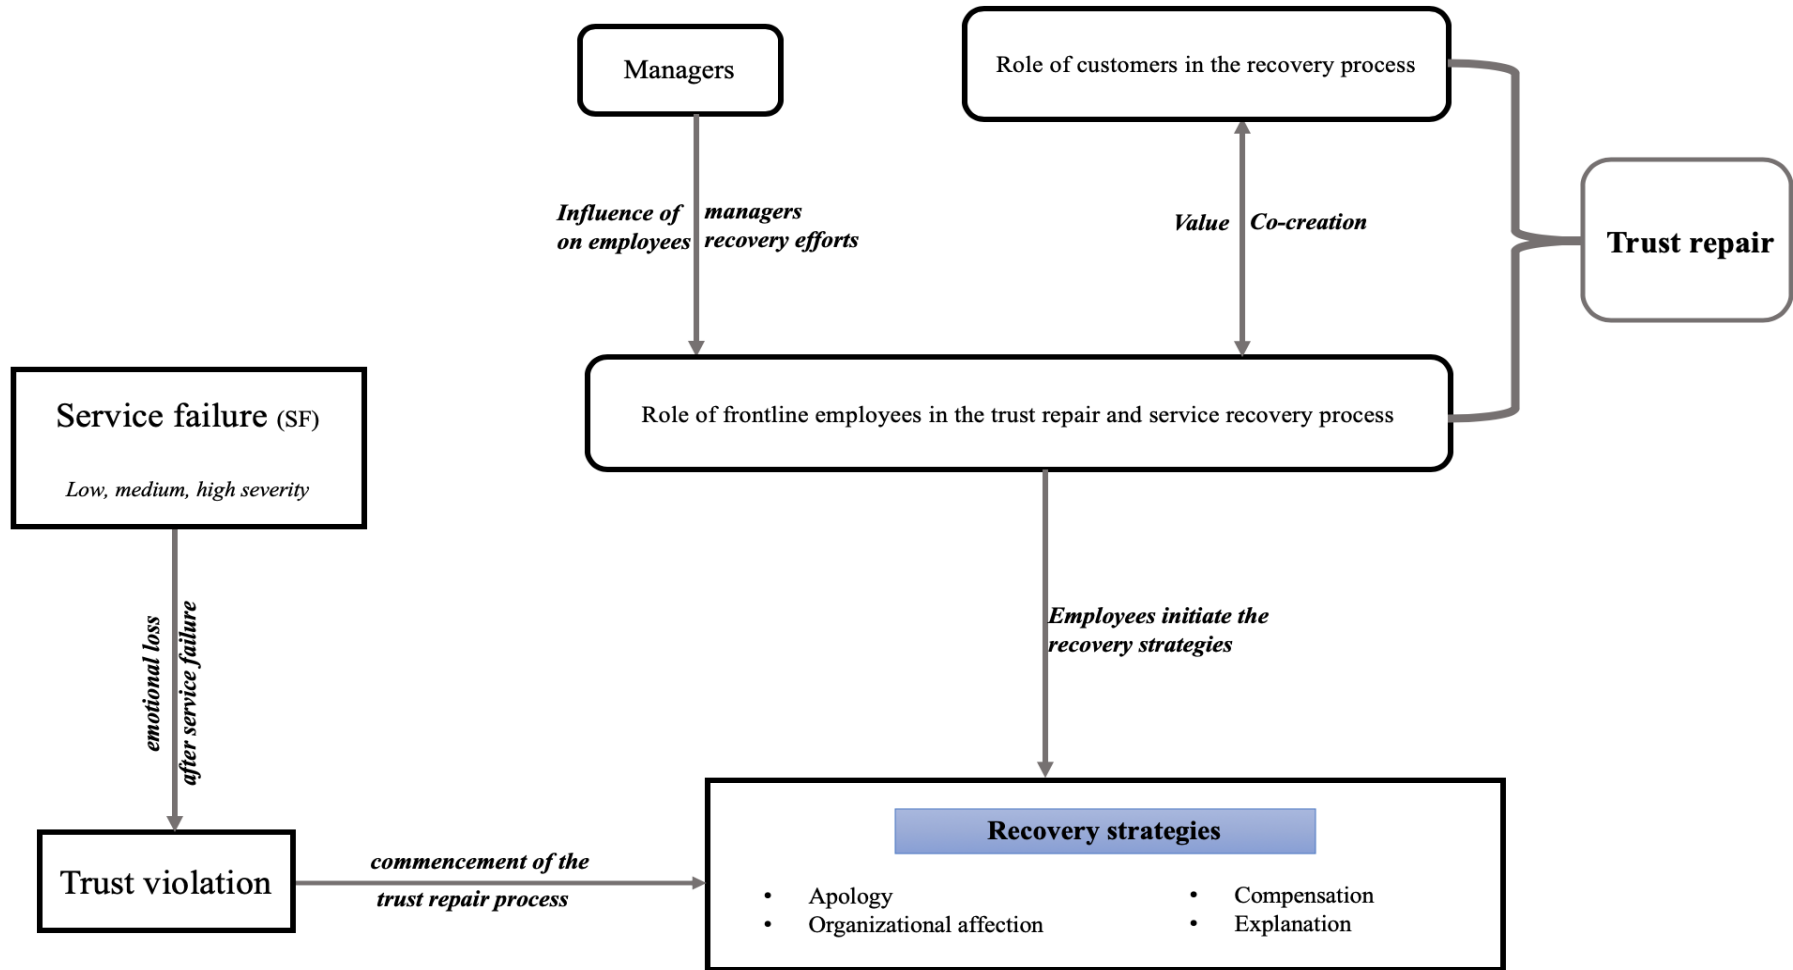 Managers
Role of customers in the recovery process
Influence of managers
on employees recovery efforts
Value Co-creation
Trust repair
Role of frontline employees in the trust repair and service recovery process
Service failure (SF)
Low, medium, high severity
emotional loss
after service failure
Employees initiate the
recovery strategies
Trust violation
commencement of the
trust repair process
Recovery strategies
• Apology
• Organizational affection
• Compensation
• Explanation